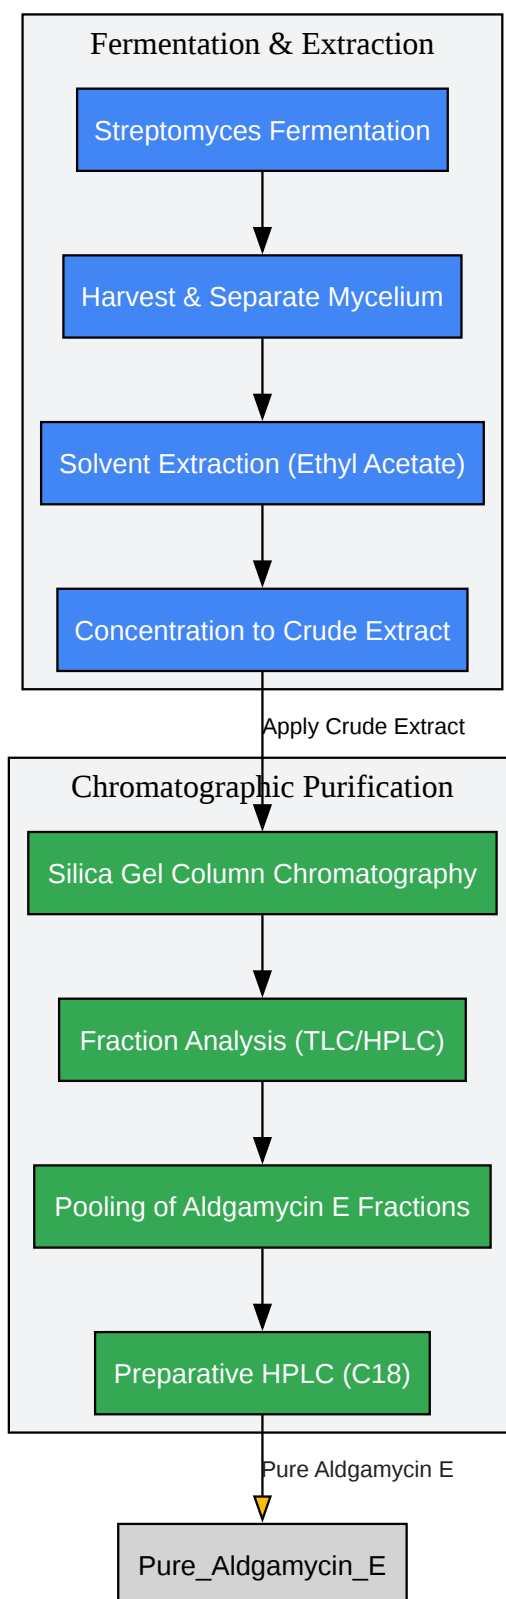 Fermentation & Extraction
Streptomyces Fermentation
Harvest & Separate Mycelium
Solvent Extraction (Ethyl Acetate)
Concentration to Crude Extract
Apply Crude Extract
Chromatographic Purification
Silica Gel Column Chromatography
Fraction Analysis (TLC/HPLC)
Pooling of Aldgamycin E Fractions
Preparative HPLC (C18)
Pure Aldgamycin E
Pure_Aldgamycin_E